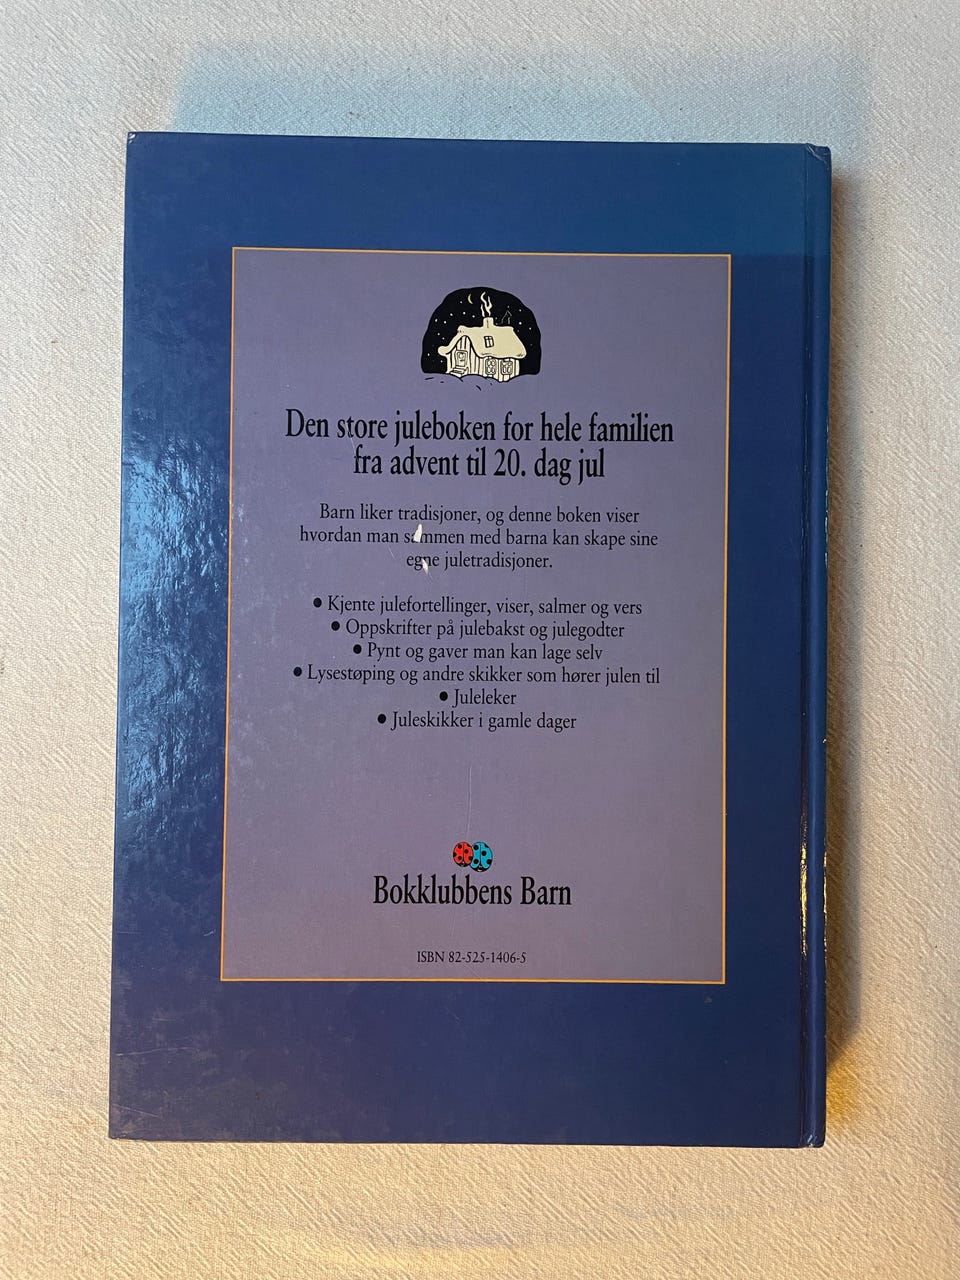 Den store juleboken for hele familien
fra advent til 20. dag jul
Barn liker tradisjoner, og denne boken viser
hvordan man sammen med barna kan skape sine
egne juletradisjoner.
• Kjente julefortellinger, viser, salmer og vers
• Oppskrifter på julebakst og julegodter
• Pynt og gaver man kan lage selv
• Lysestøping og andre skikker som hører julen til
• Juleleker
• Juleskikker i gamle dager
Bokklubbens Barn
ISBN 82-525-1406-5